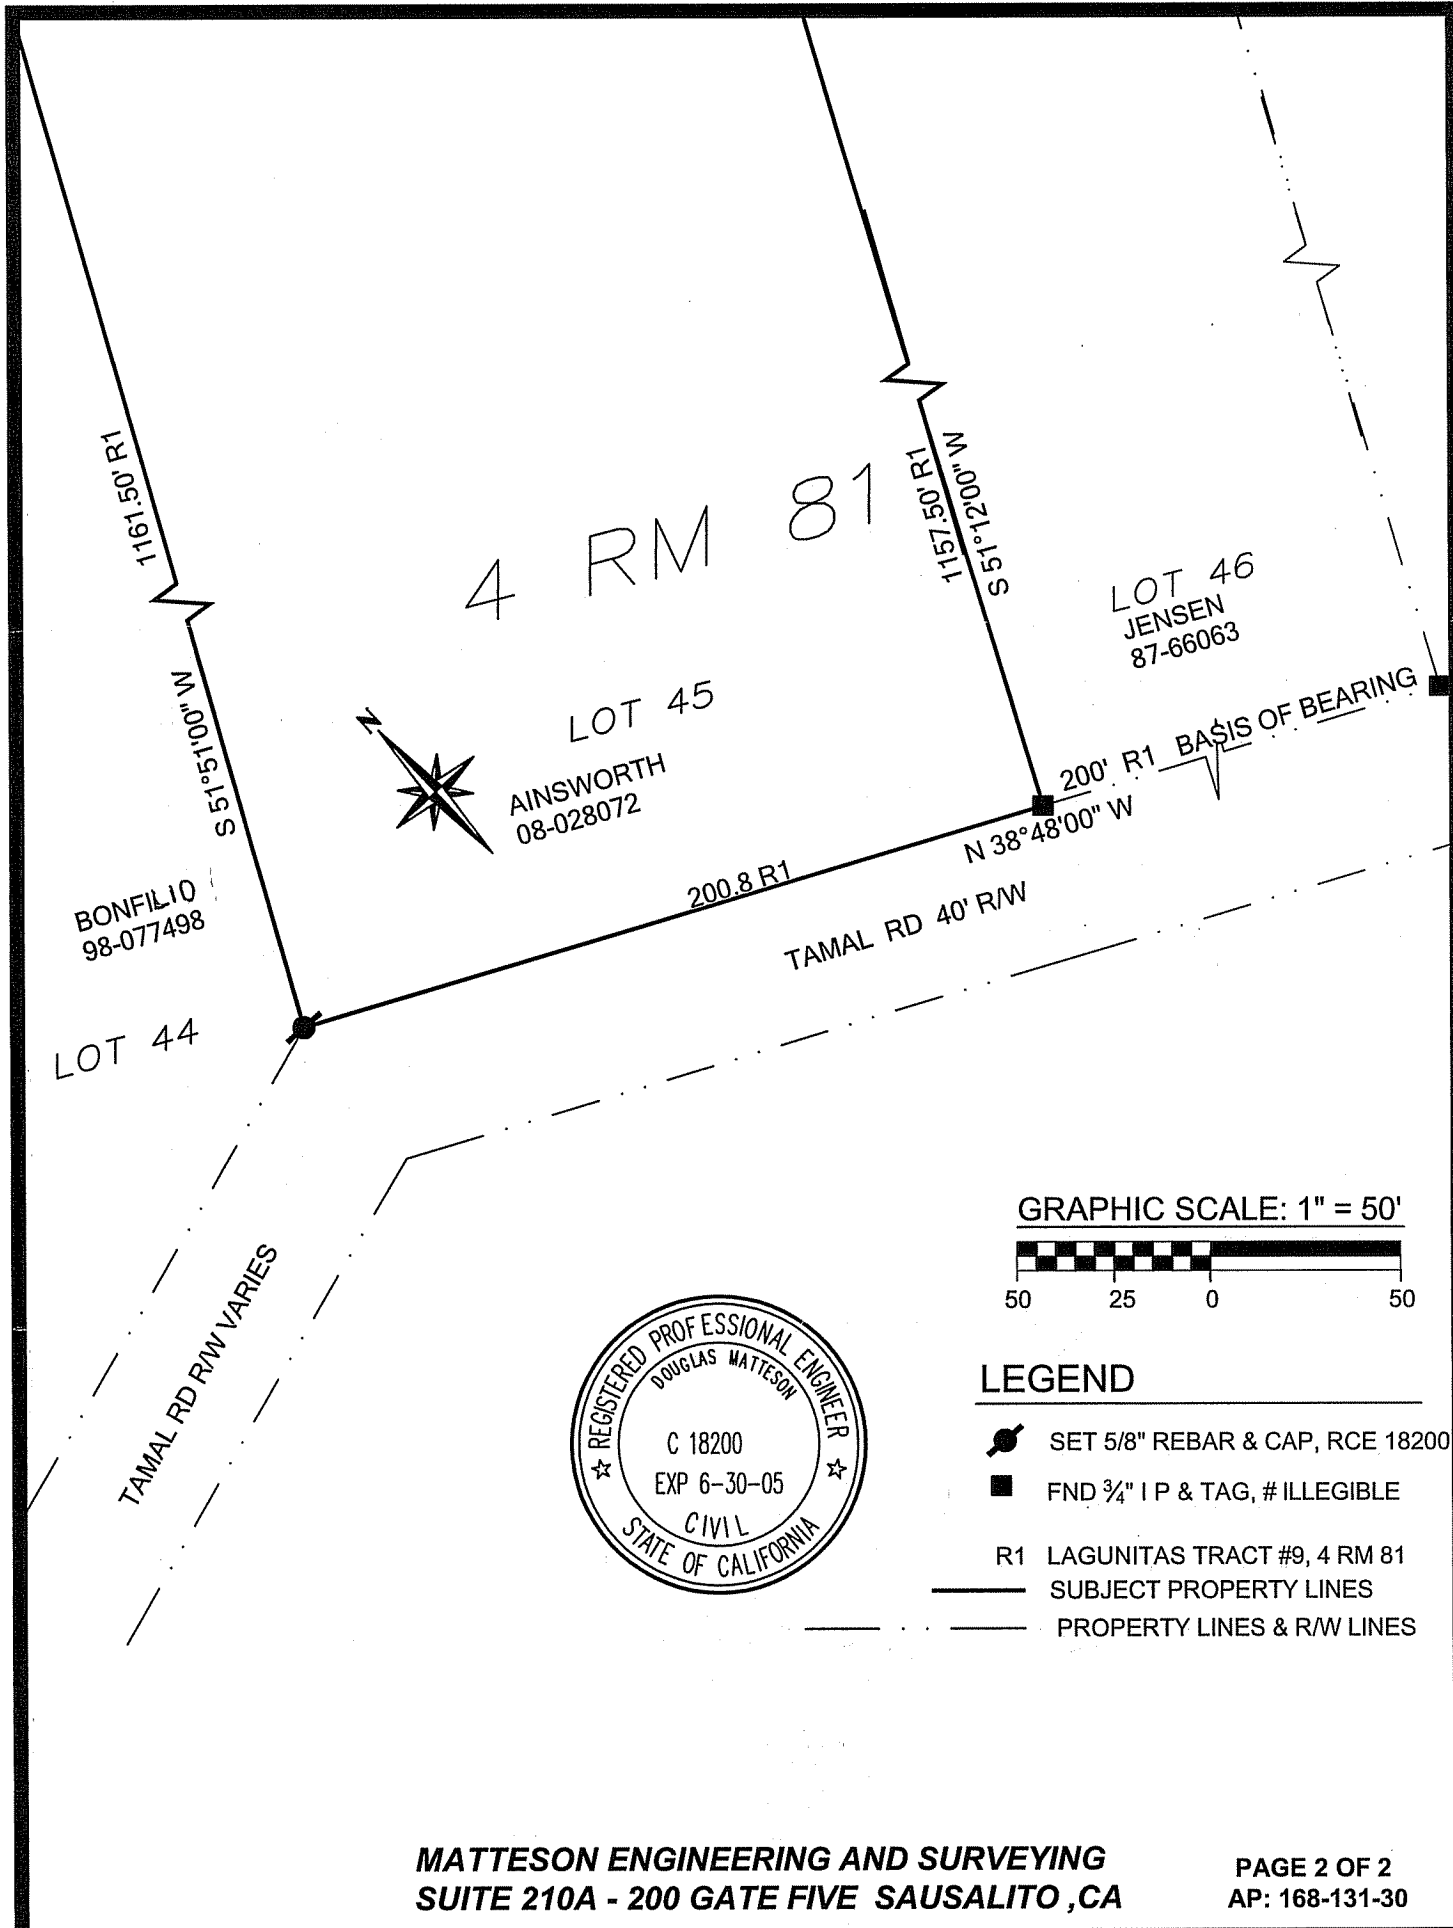 1161.50' R1
4 RM 81
1157.50' R1
S 51°12'00" W
LOT 46
JENSEN
87-66063
S 51°51'00" W
N
LOT 45
AINSWORTH
08-028072
200' R1 BASIS OF BEARING
N 38°48'00" W
200.8 R1
BONFILIO
98-077498
TAMAL RD 40' R/W
LOT 44
TAMAL RD R/W VARIES
GRAPHIC SCALE: 1" = 50'
50 25 0 50
REGISTERED PROFESSIONAL ENGINEER
DOUGLAS MATTESON
C 18200
EXP 6-30-05
CIVIL
STATE OF CALIFORNIA
LEGEND
SET 5/8" REBAR & CAP, RCE 18200
FND ¾" I P & TAG, # ILLEGIBLE
R1 LAGUNITAS TRACT #9, 4 RM 81
SUBJECT PROPERTY LINES
PROPERTY LINES & R/W LINES
MATTESON ENGINEERING AND SURVEYING
SUITE 210A - 200 GATE FIVE SAUSALITO ,CA
PAGE 2 OF 2
AP: 168-131-30